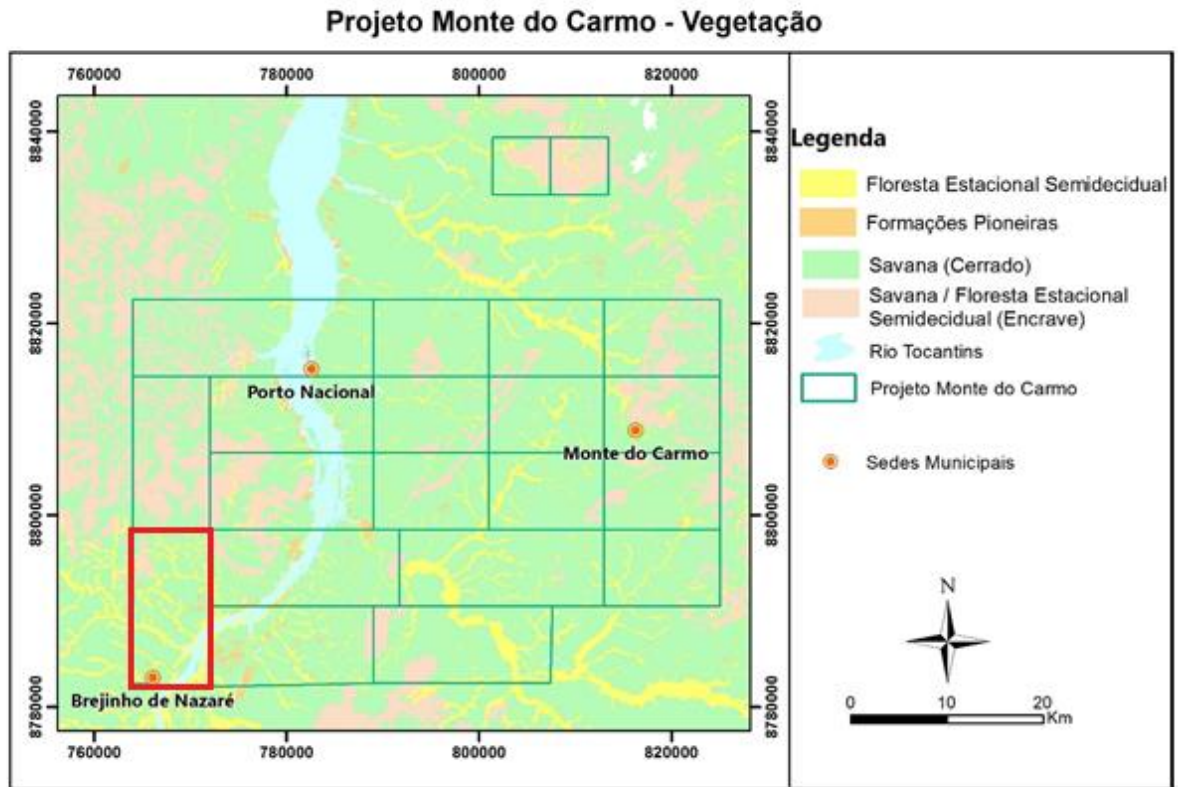 Projeto Monte do Carmo - Vegetação
760000
780000
800000
820000
8840000
8840000
8820000
8820000
Porto Nacional
Monte do Carmo
8800000
8800000
Brejinho de Nazaré
8780000
8780000
760000
780000
800000
820000
Legenda
Floresta Estacional Semidecidual
Formações Pioneiras
Savana (Cerrado)
Savana / Floresta Estacional
Semidecidual (Encrave)
Rio Tocantins
Projeto Monte do Carmo
Sedes Municipais
N
0
10
20
Km